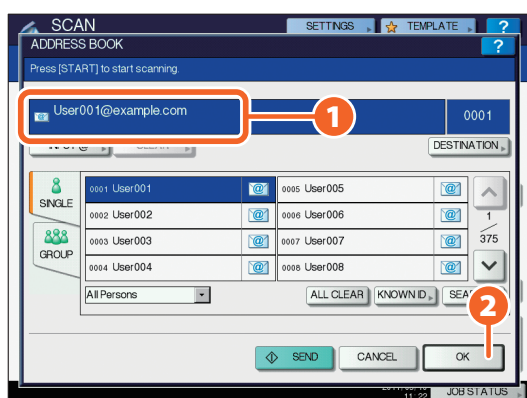 SCAN
SETTINGS
TEMPLATE
?
ADDRESS BOOK
?
Press [START] to start scanning.
User001@example.com
1
0001
DESTINATION
SINGLE
0001 User001
0005 User005
0002 User002
0006 User006
1
0003 User003
0007 User007
375
GROUP
0004 User004
0008 User008
All Persons
ALL CLEAR
KNOWN ID
2
SEND
CANCEL
OK
JOB STATUS